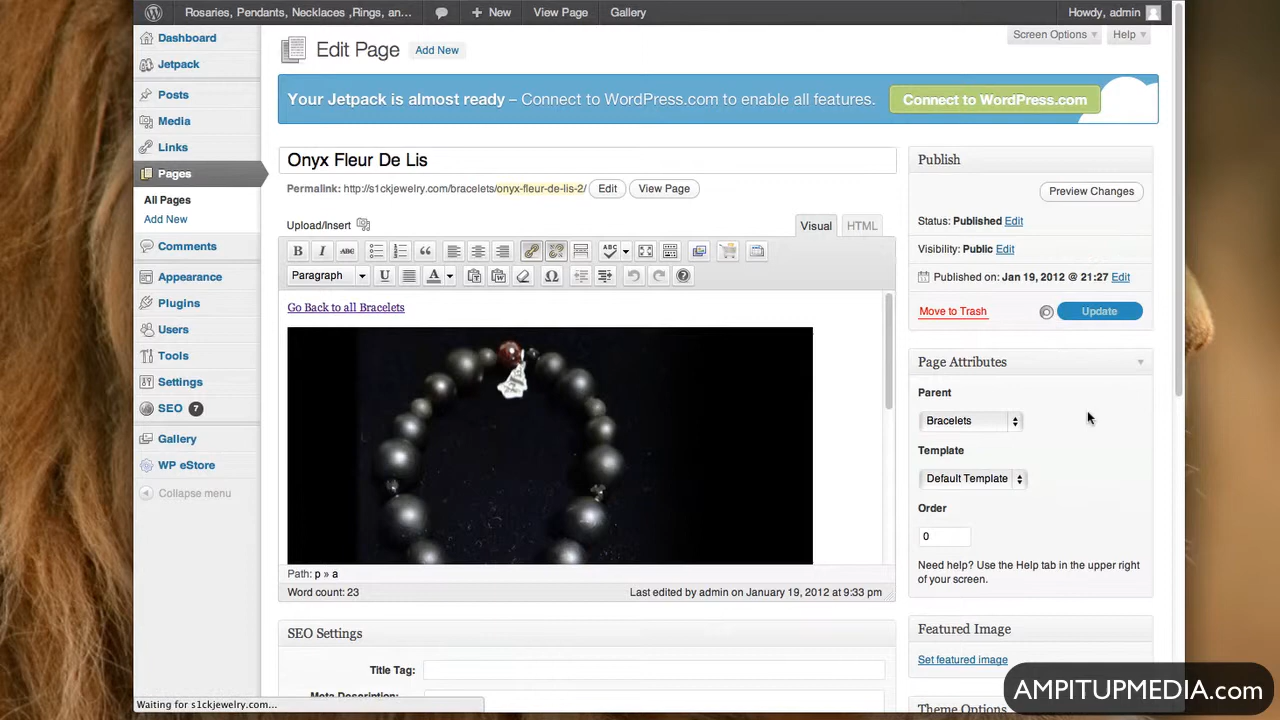 Rosaries, Pendants, Necklaces ,Rings, an... + New View Page Gallery Howdy, admin
Dashboard
Jetpack
Posts
Media
Links
Pages
All Pages
Add New
Comments
Appearance
Plugins
Users
Tools
Settings
SEO 7
Gallery
WP eStore
Collapse menu
Screen Options Help
Edit Page Add New
Your Jetpack is almost ready – Connect to WordPress.com to enable all features. Connect to WordPress.com
Onyx Fleur De Lis
Permalink: http://s1ckjewelry.com/bracelets/onyx-fleur-de-lis-2/ Edit View Page
Upload/Insert Visual HTML
B I ABC ABC
Paragraph U A Ω
Go Back to all Bracelets
Path: p » a
Word count: 23 Last edited by admin on January 19, 2012 at 9:33 pm
SEO Settings
Title Tag:
Meta Description:
Publish
Preview Changes
Status: Published Edit
Visibility: Public Edit
Published on: Jan 19, 2012 @ 21:27 Edit
Move to Trash Update
Page Attributes
Parent
Bracelets
Template
Default Template
Order
0
Need help? Use the Help tab in the upper right
of your screen.
Featured Image
Set featured image
Theme Options
Waiting for s1ckjewelry.com...
AMPITUPMEDIA.com